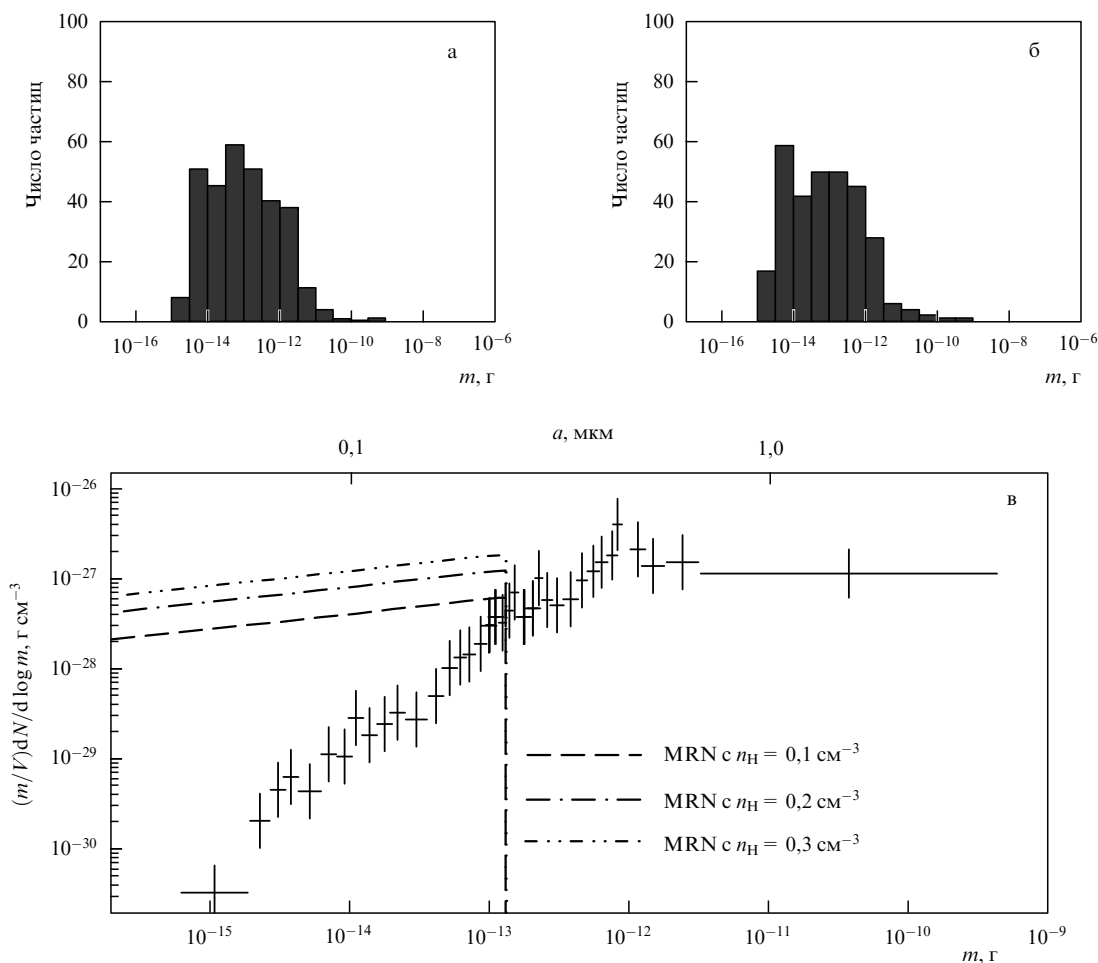 100
80
60
40
20
0
Число частиц
а
10⁻¹⁶ 10⁻¹⁴ 10⁻¹² 10⁻¹⁰ 10⁻⁸ 10⁻⁶
m, г
100
80
60
40
20
0
Число частиц
б
10⁻¹⁶ 10⁻¹⁴ 10⁻¹² 10⁻¹⁰ 10⁻⁸ 10⁻⁶
m, г
a, мкм
0,1 1,0
в
10⁻²⁶
10⁻²⁷
10⁻²⁸
10⁻²⁹
10⁻³⁰
(m/V) dN/d log m, г см⁻³
MRN с n_H = 0,1 см⁻³
MRN с n_H = 0,2 см⁻³
MRN с n_H = 0,3 см⁻³
10⁻¹⁵ 10⁻¹⁴ 10⁻¹³ 10⁻¹² 10⁻¹¹ 10⁻¹⁰ 10⁻⁹
m, г